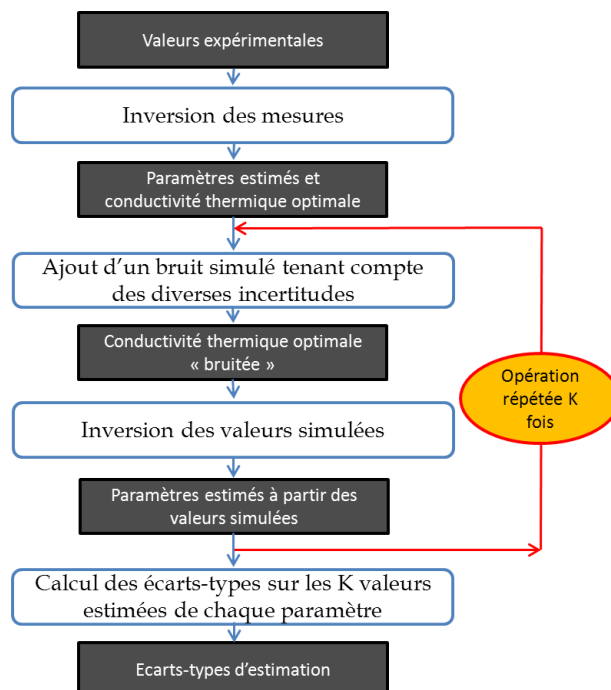 Valeurs expérimentales
Inversion des mesures
Paramètres estimés et
conductivité thermique optimale
Ajout d'un bruit simulé tenant compte
des diverses incertitudes
Conductivité thermique optimale
« bruitée »
Opération
répétée K
fois
Inversion des valeurs simulées
Paramètres estimés à partir des
valeurs simulées
Calcul des écarts-types sur les K valeurs
estimées de chaque paramètre
Ecarts-types d'estimation